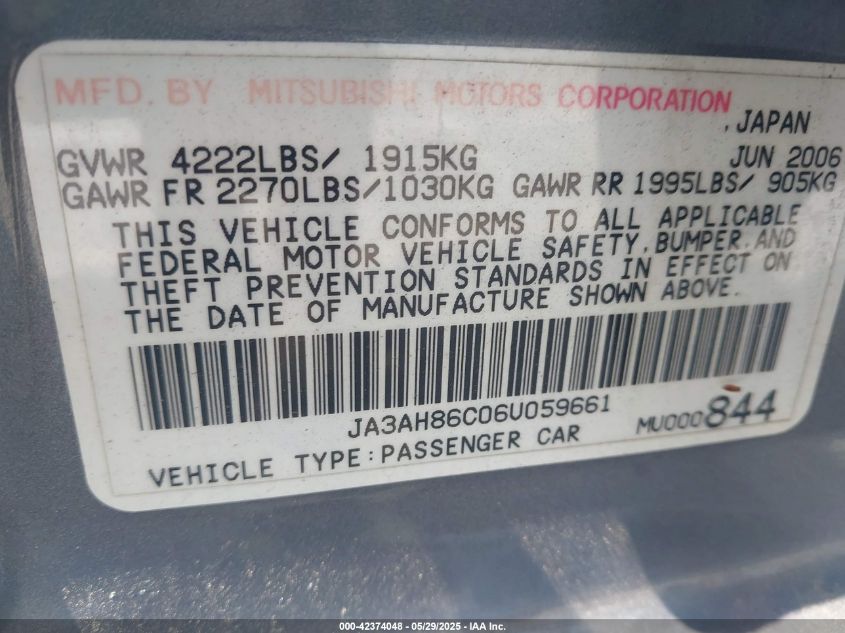 MFD. BY MITSUBISHI MOTORS CORPORATION
. JAPAN
GVWR 4222LBS/ 1915KG JUN 2006
GAWR FR 2270LBS/1030KG GAWR RR 1995LBS/ 905KG
THIS VEHICLE CONFORMS TO ALL APPLICABLE
FEDERAL MOTOR VEHICLE SAFETY, BUMPER, AND
THEFT PREVENTION STANDARDS IN EFFECT ON
THE DATE OF MANUFACTURE SHOWN ABOVE.
JA3AH86C06U059661
MU000844
VEHICLE TYPE:PASSENGER CAR
000-42374048 - 05/29/2025 - IAA Inc.